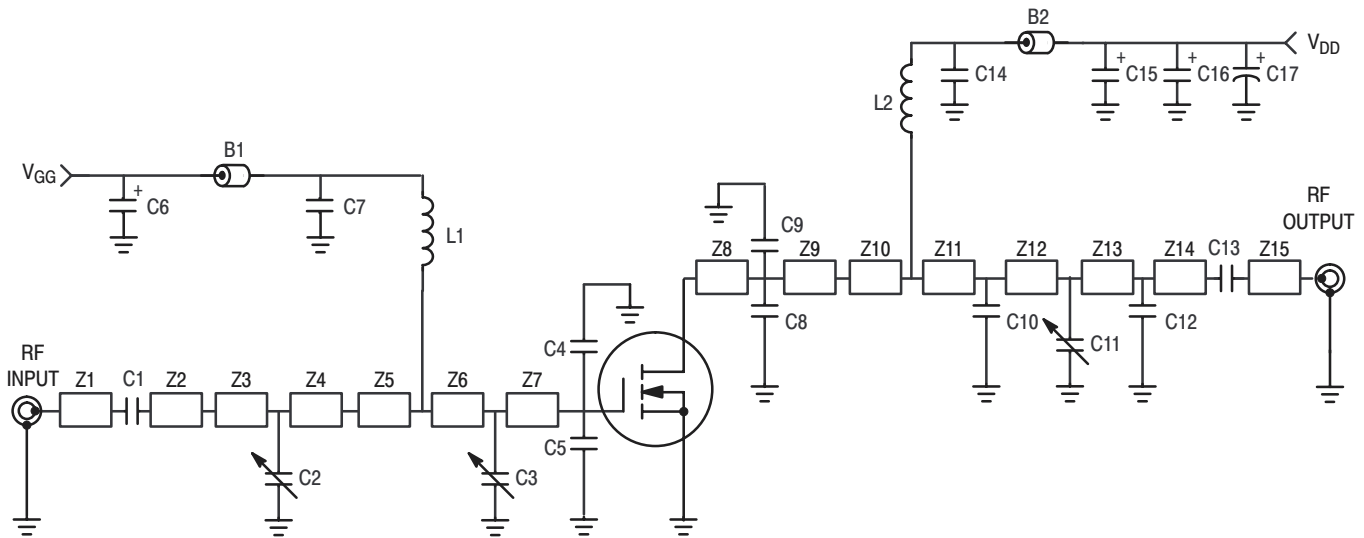 B2
V_DD
C14
+
C15
+
C16
+
C17
L2
B1
V_GG
+
C6
C7
L1
RF
OUTPUT
C9
Z8
Z9
Z10
Z11
Z12
Z13
Z14
C13
Z15
C8
C10
C11
C12
C4
RF
INPUT
Z1
C1
Z2
Z3
Z4
Z5
Z6
Z7
C5
C2
C3